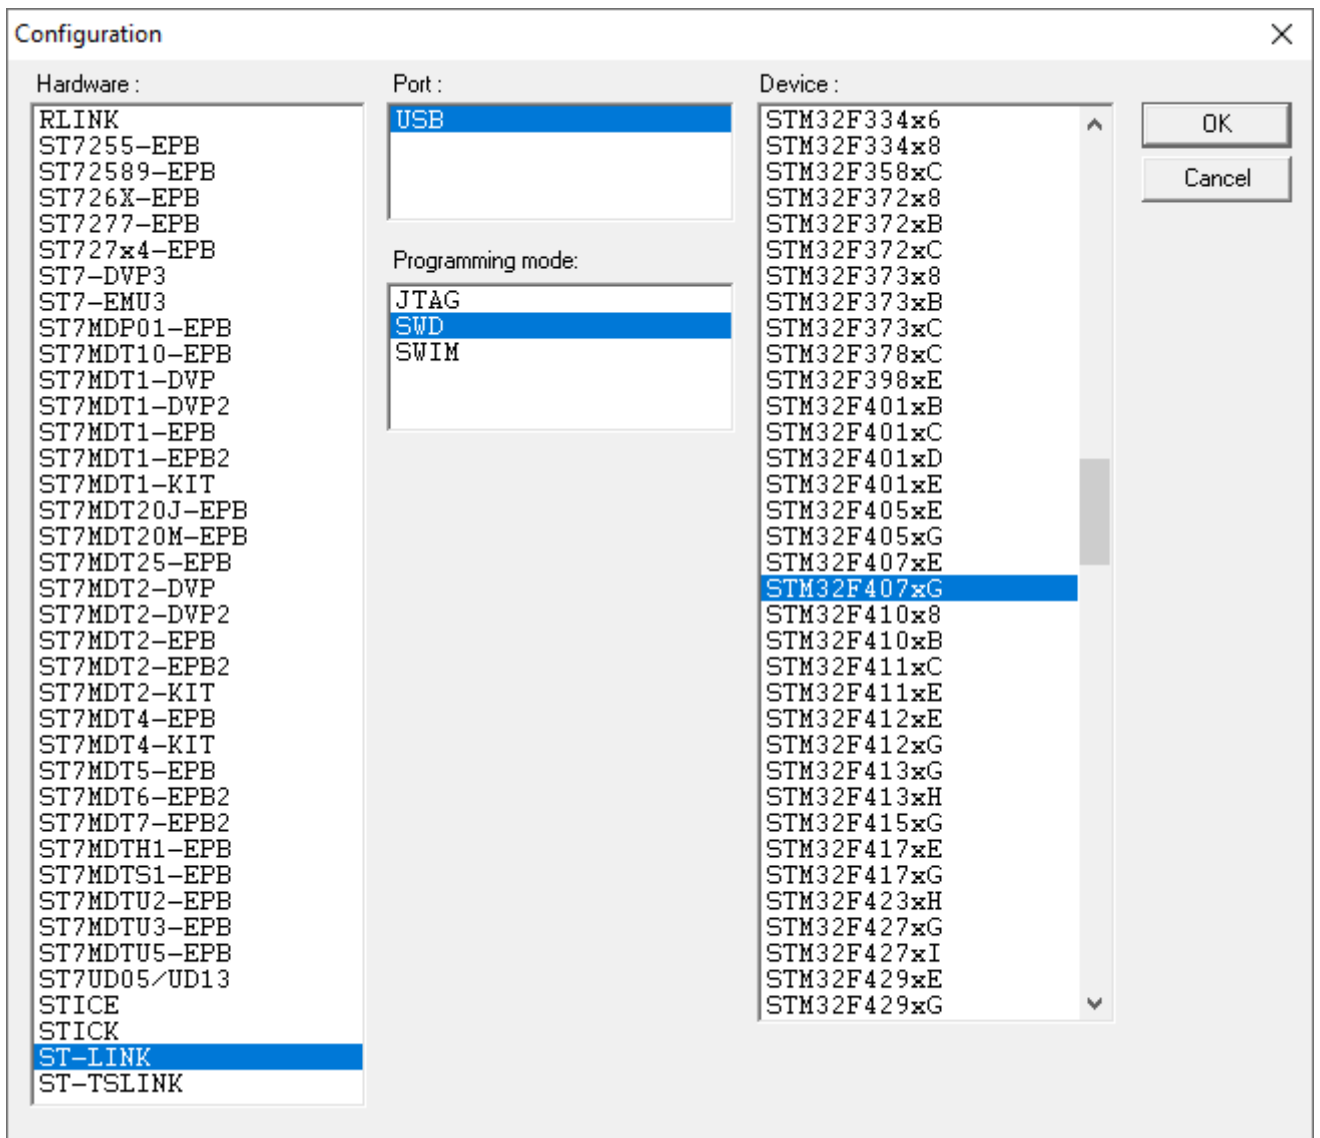 Configuration
Hardware :
RLINK
ST7255-EPB
ST72589-EPB
ST726X-EPB
ST7277-EPB
ST727x4-EPB
ST7-DVP3
ST7-EMU3
ST7MDP01-EPB
ST7MDT10-EPB
ST7MDT1-DVP
ST7MDT1-DVP2
ST7MDT1-EPB
ST7MDT1-EPB2
ST7MDT1-KIT
ST7MDT20J-EPB
ST7MDT20M-EPB
ST7MDT25-EPB
ST7MDT2-DVP
ST7MDT2-DVP2
ST7MDT2-EPB
ST7MDT2-EPB2
ST7MDT2-KIT
ST7MDT4-EPB
ST7MDT4-KIT
ST7MDT5-EPB
ST7MDT6-EPB2
ST7MDT7-EPB2
ST7MDTH1-EPB
ST7MDTS1-EPB
ST7MDTU2-EPB
ST7MDTU3-EPB
ST7MDTU5-EPB
ST7UD05/UD13
STICE
STICK
ST-LINK
ST-TSLINK
Port :
USB
Programming mode:
JTAG
SWD
SWIM
Device :
STM32F334x6
STM32F334x8
STM32F358xC
STM32F372x8
STM32F372xB
STM32F372xC
STM32F373x8
STM32F373xB
STM32F373xC
STM32F378xC
STM32F398xE
STM32F401xB
STM32F401xC
STM32F401xD
STM32F401xE
STM32F405xE
STM32F405xG
STM32F407xE
STM32F407xG
STM32F410x8
STM32F410xB
STM32F411xC
STM32F411xE
STM32F412xE
STM32F412xG
STM32F413xG
STM32F413xH
STM32F415xG
STM32F417xE
STM32F417xG
STM32F423xH
STM32F427xG
STM32F427xI
STM32F429xE
STM32F429xG
OK
Cancel